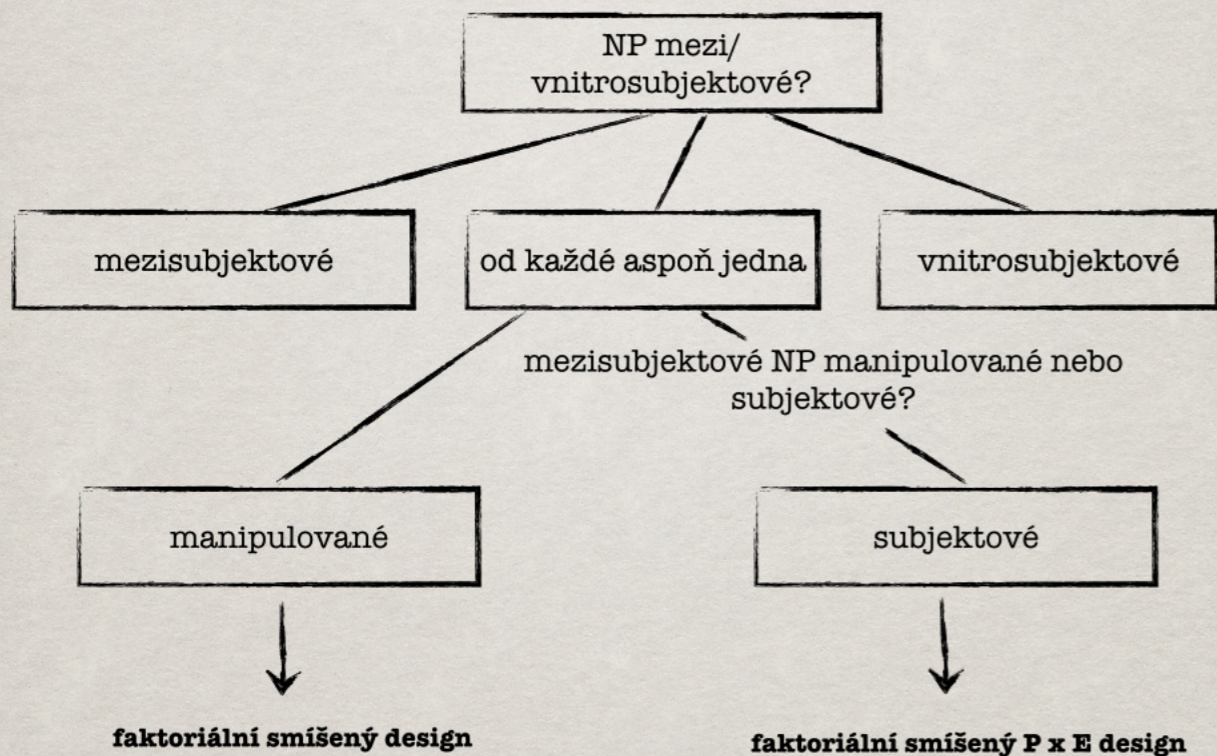 NP mezi/
vnitrosubjektové?
mezisubjektové
od každé aspoň jedna
vnitrosubjektové
mezisubjektové NP manipulované nebo
subjektové?
manipulované
subjektové
faktoriální smíšený design
faktoriální smíšený P x E design